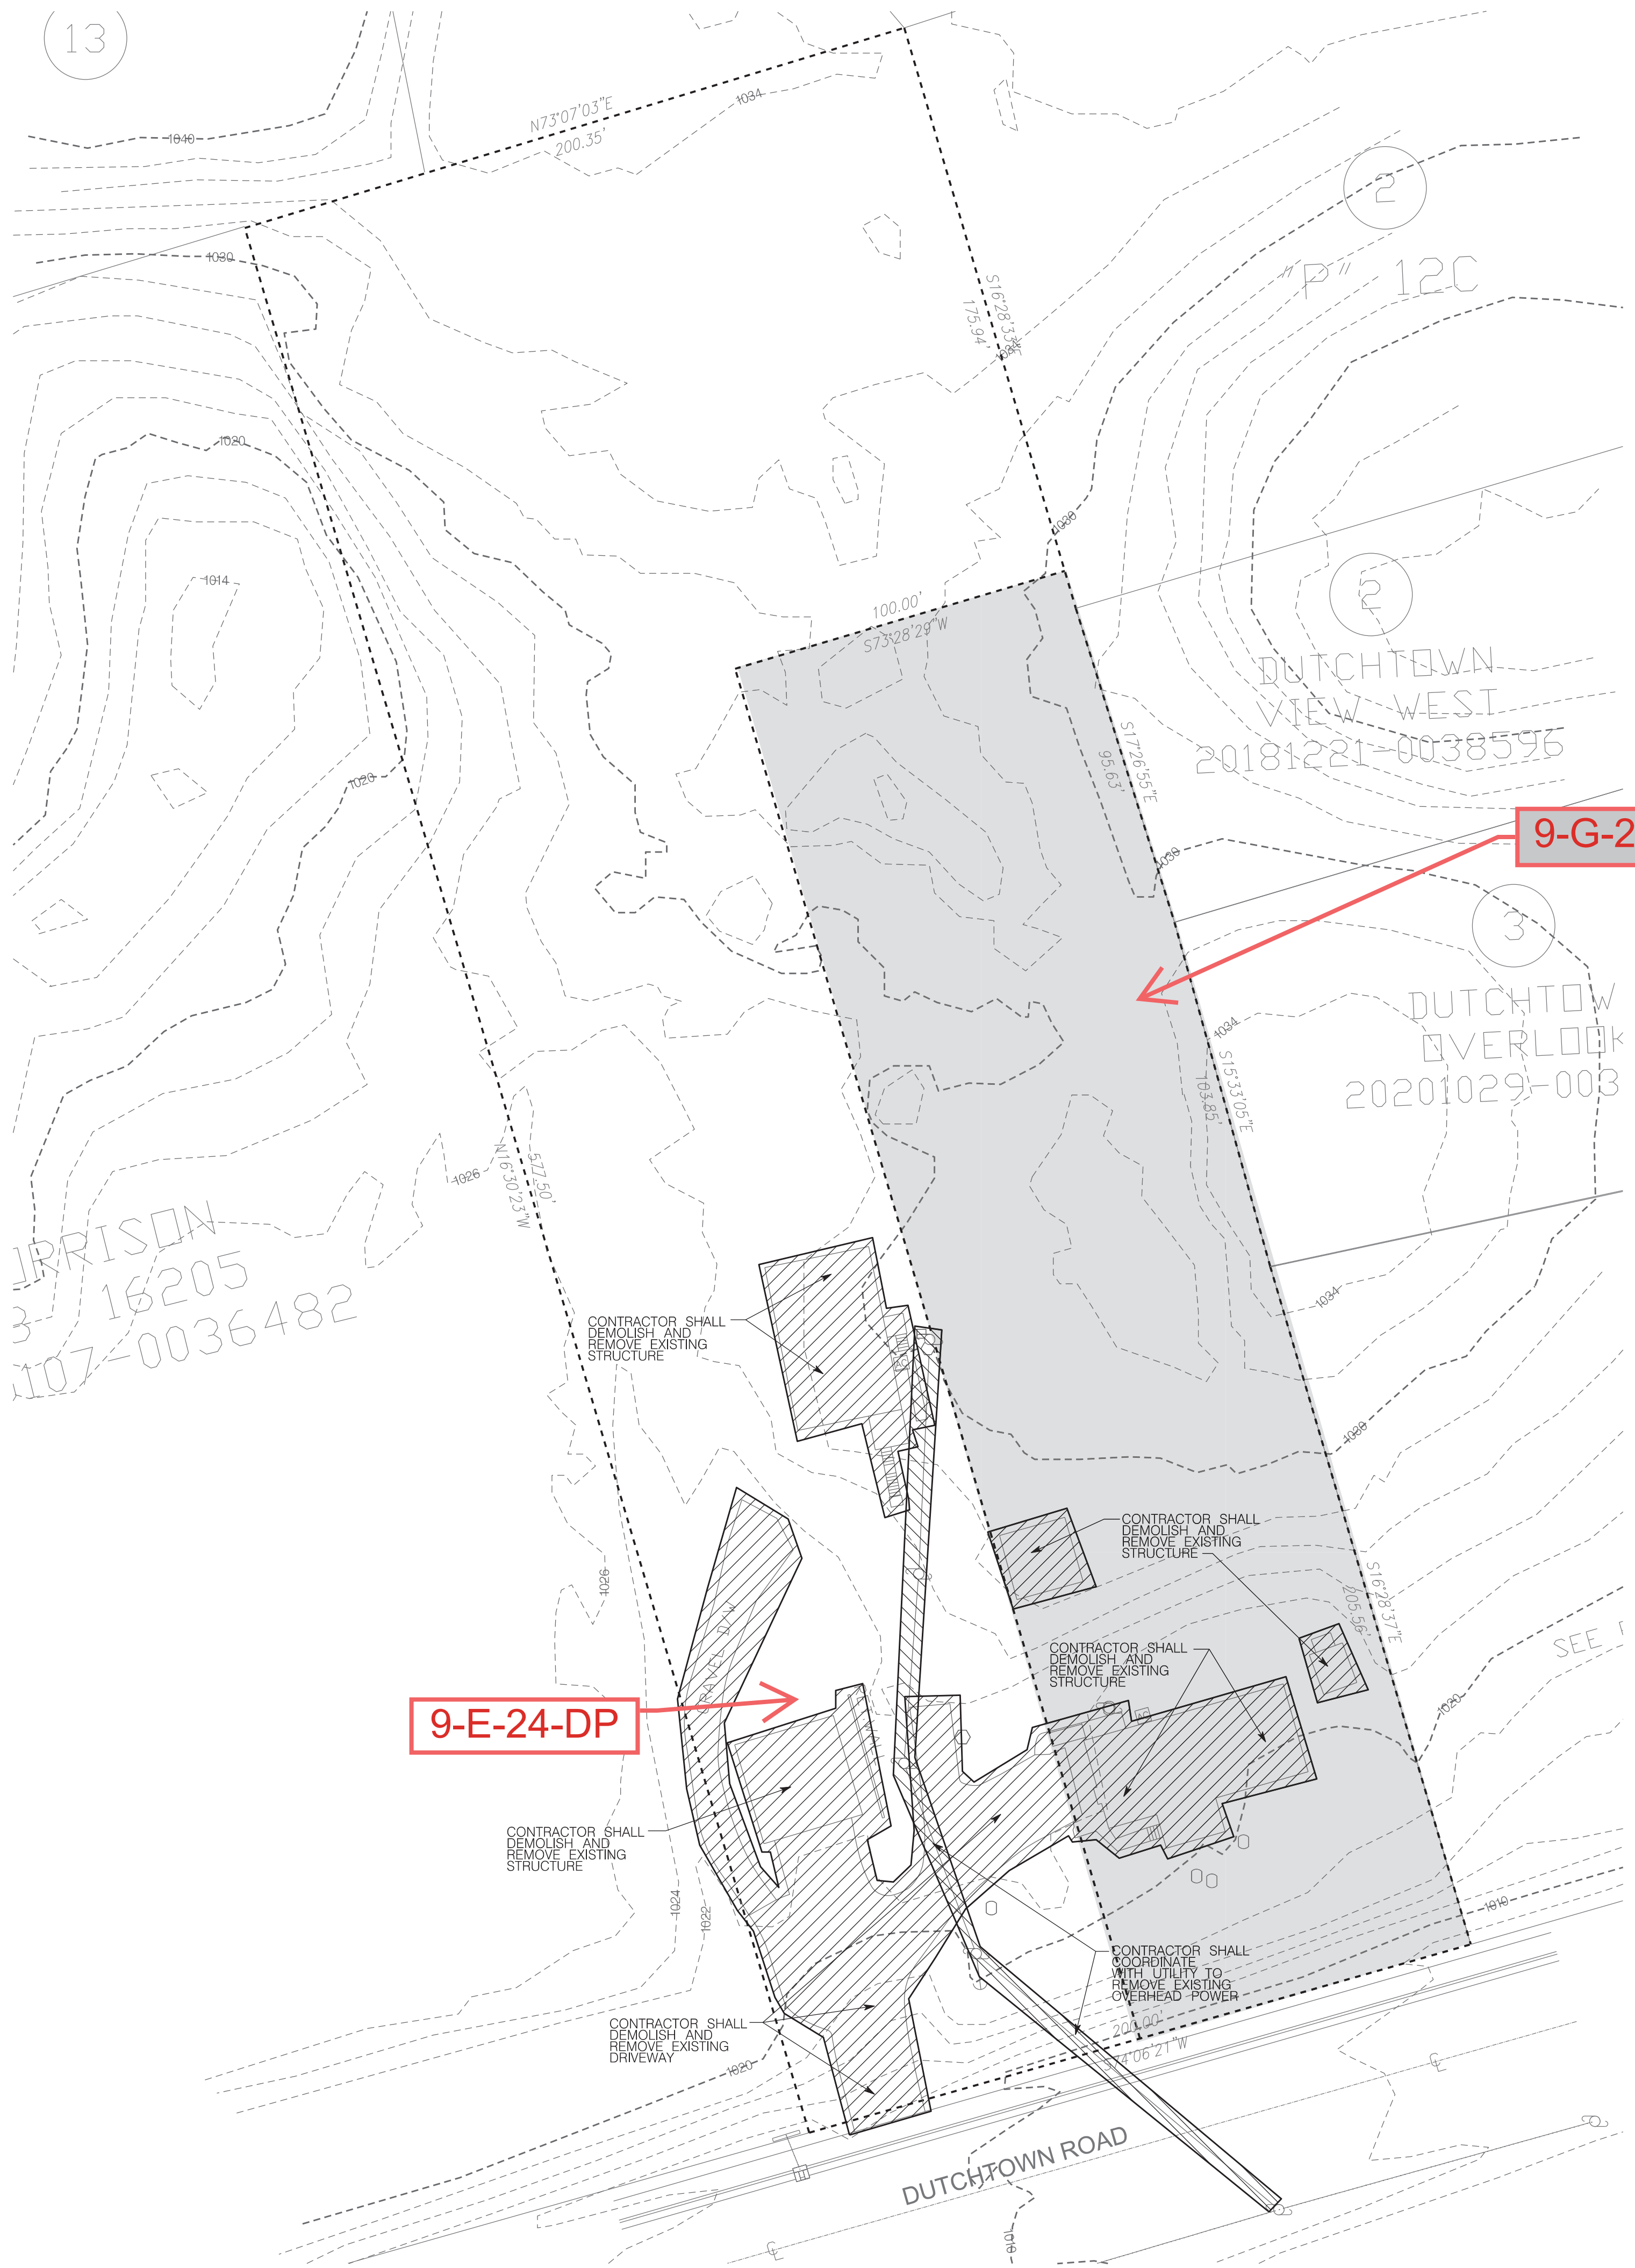 13
1040
N73°07'03"E
200.35'
1034
2
"P" 12C
1030
S16°28'33"E
175.94'
1020
1030
1014
2
100.00'
S73°28'29"W
DUTCHTOWN
VIEW WEST
20181221-0038596
S17°26'55"E
95.63'
1020
9-G-2
1030
3
DUTCHTOW
OVERLOOK
20201029-003
1034
S15°33'05"E
103.85'
1026
N16°30'23"W
577.50'
RRISON
16205
107-0036482
1034
CONTRACTOR SHALL
DEMOLISH AND
REMOVE EXISTING
STRUCTURE
1030
CONTRACTOR SHALL
DEMOLISH AND
REMOVE EXISTING
STRUCTURE
1026
GRAVEL D/W
S16°28'37"E
205.56'
SEE
CONTRACTOR SHALL
DEMOLISH AND
REMOVE EXISTING
STRUCTURE
9-E-24-DP
1020
CONTRACTOR SHALL
DEMOLISH AND
REMOVE EXISTING
STRUCTURE
1024
1022
1010
CONTRACTOR SHALL
COORDINATE
WITH UTILITY TO
REMOVE EXISTING
OVERHEAD POWER
CONTRACTOR SHALL
DEMOLISH AND
REMOVE EXISTING
DRIVEWAY
200.00'
S74°06'21"W
1020
DUTCHTOWN ROAD
1010